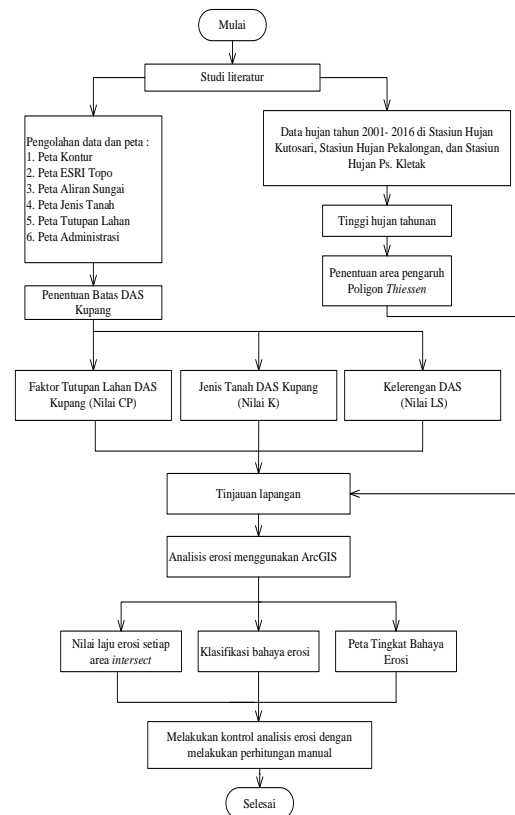 Mulai
Studi literatur
Pengolahan data dan peta :
1. Peta Kontur
2. Peta ESRI Topo
3. Peta Aliran Sungai
4. Peta Jenis Tanah
5. Peta Tutupan Lahan
6. Peta Administrasi
Data hujan tahun 2001- 2016 di Stasiun Hujan
Kutosari, Stasiun Hujan Pekalongan, dan Stasiun
Hujan Ps. Kletak
Tinggi hujan tahunan
Penentuan area pengaruh
Poligon Thiessen
Penentuan Batas DAS
Kupang
Faktor Tutupan Lahan DAS
Kupang (Nilai CP)
Jenis Tanah DAS Kupang
(Nilai K)
Kelerengan DAS
(Nilai LS)
Tinjauan lapangan
Analisis erosi menggunakan ArcGIS
Nilai laju erosi setiap
area intersect
Klasifikasi bahaya erosi
Peta Tingkat Bahaya
Erosi
Melakukan kontrol analisis erosi dengan
melakukan perhitungan manual
Selesai